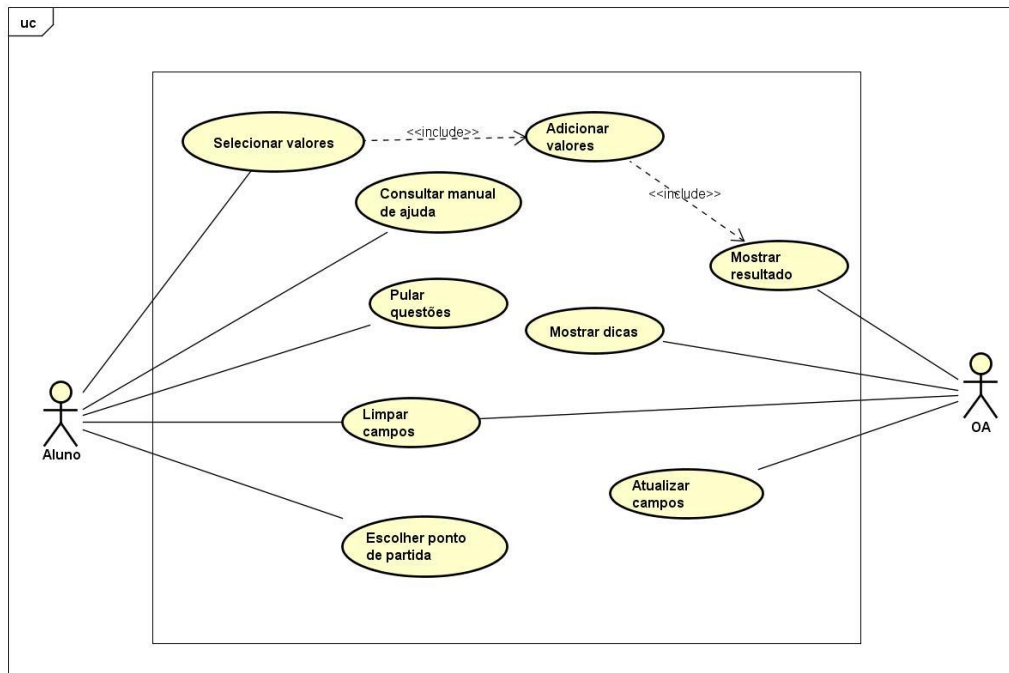 uc
Selecionar valores
<<include>>
Adicionar
valores
Consultar manual
de ajuda
<<include>>
Mostrar
resultado
Pular
questões
Mostrar dicas
Limpar
campos
Aluno
OA
Atualizar
campos
Escolher ponto
de partida